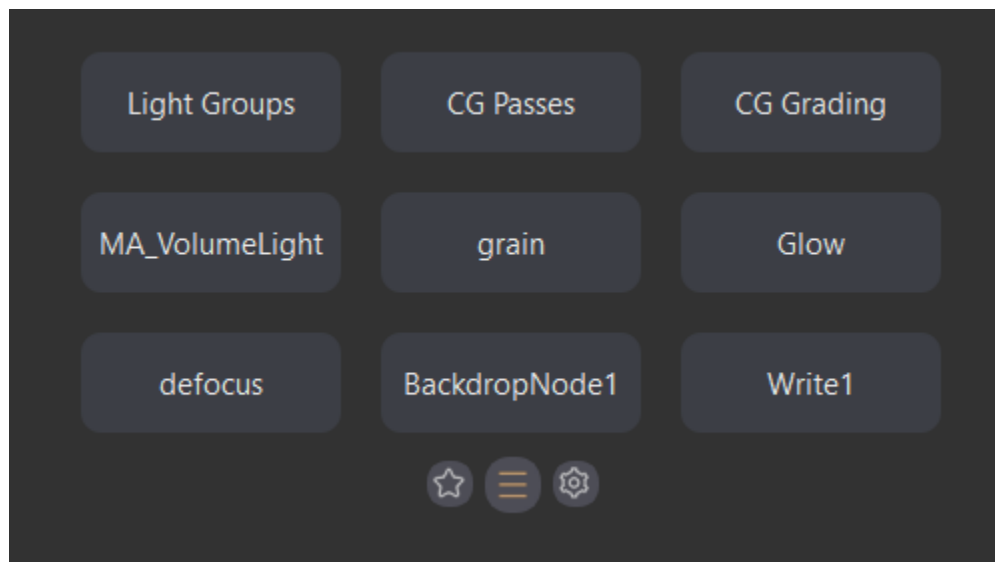 Light Groups
CG Passes
CG Grading
MA_VolumeLight
grain
Glow
defocus
BackdropNode1
Write1